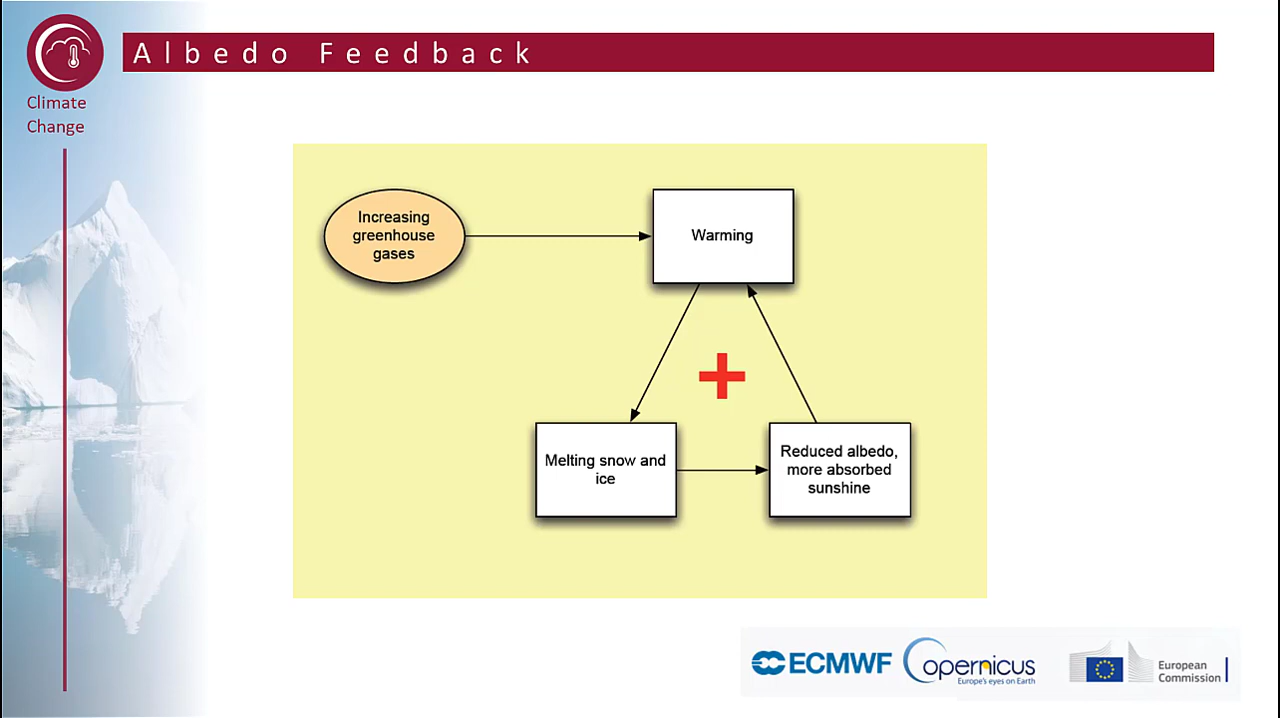 Albedo Feedback
Climate
Change
Increasing
greenhouse
gases
Warming
Melting snow and
ice
Reduced albedo,
more absorbed
sunshine
ECMWF
Copernicus
Europe's eyes on Earth
European
Commission